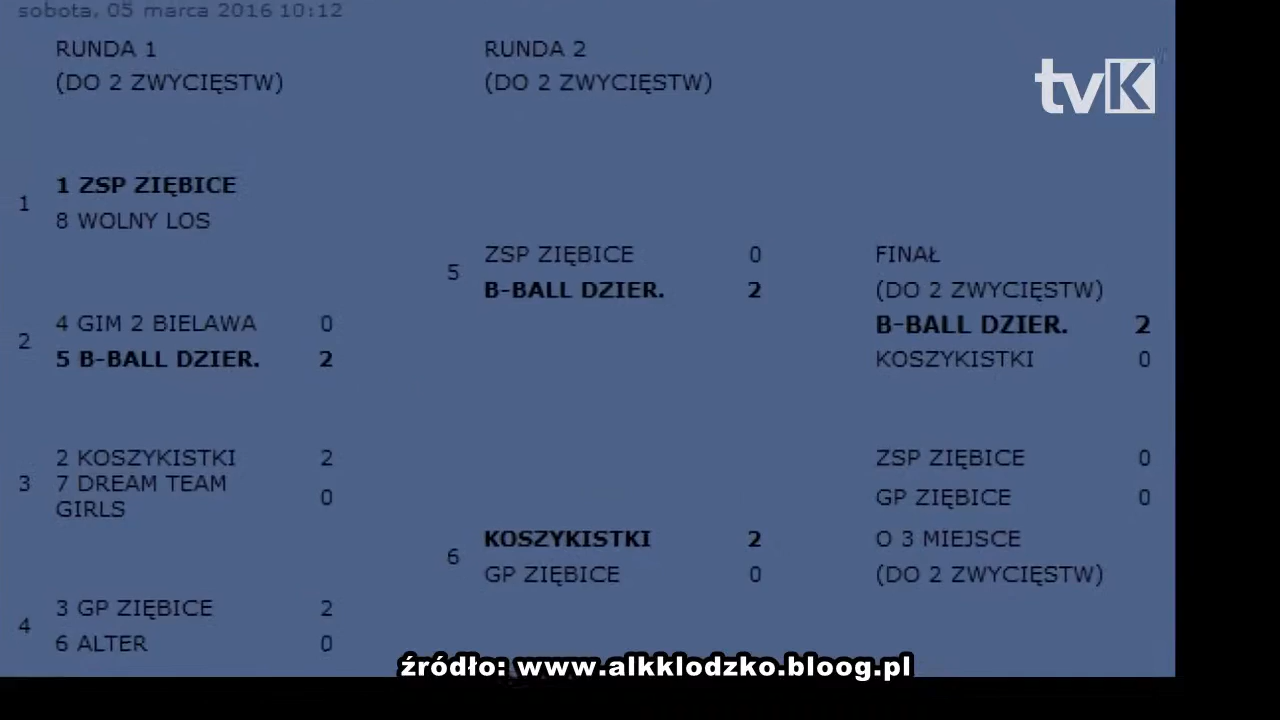 sobota, 05 marca 2016 10:12
RUNDA 1
(DO 2 ZWYCIĘSTW)
RUNDA 2
(DO 2 ZWYCIĘSTW)
tvK
1
1 ZSP ZIĘBICE
8 WOLNY LOS
2
4 GIM 2 BIELAWA 0
5 B-BALL DZIER. 2
3
2 KOSZYKISTKI 2
7 DREAM TEAM
GIRLS 0
4
3 GP ZIĘBICE 2
6 ALTER 0
5
ZSP ZIĘBICE 0
B-BALL DZIER. 2
6
KOSZYKISTKI 2
GP ZIĘBICE 0
FINAŁ
(DO 2 ZWYCIĘSTW)
B-BALL DZIER. 2
KOSZYKISTKI 0
ZSP ZIĘBICE 0
GP ZIĘBICE 0
O 3 MIEJSCE
(DO 2 ZWYCIĘSTW)
źródło: www.alkklodzko.bloog.pl